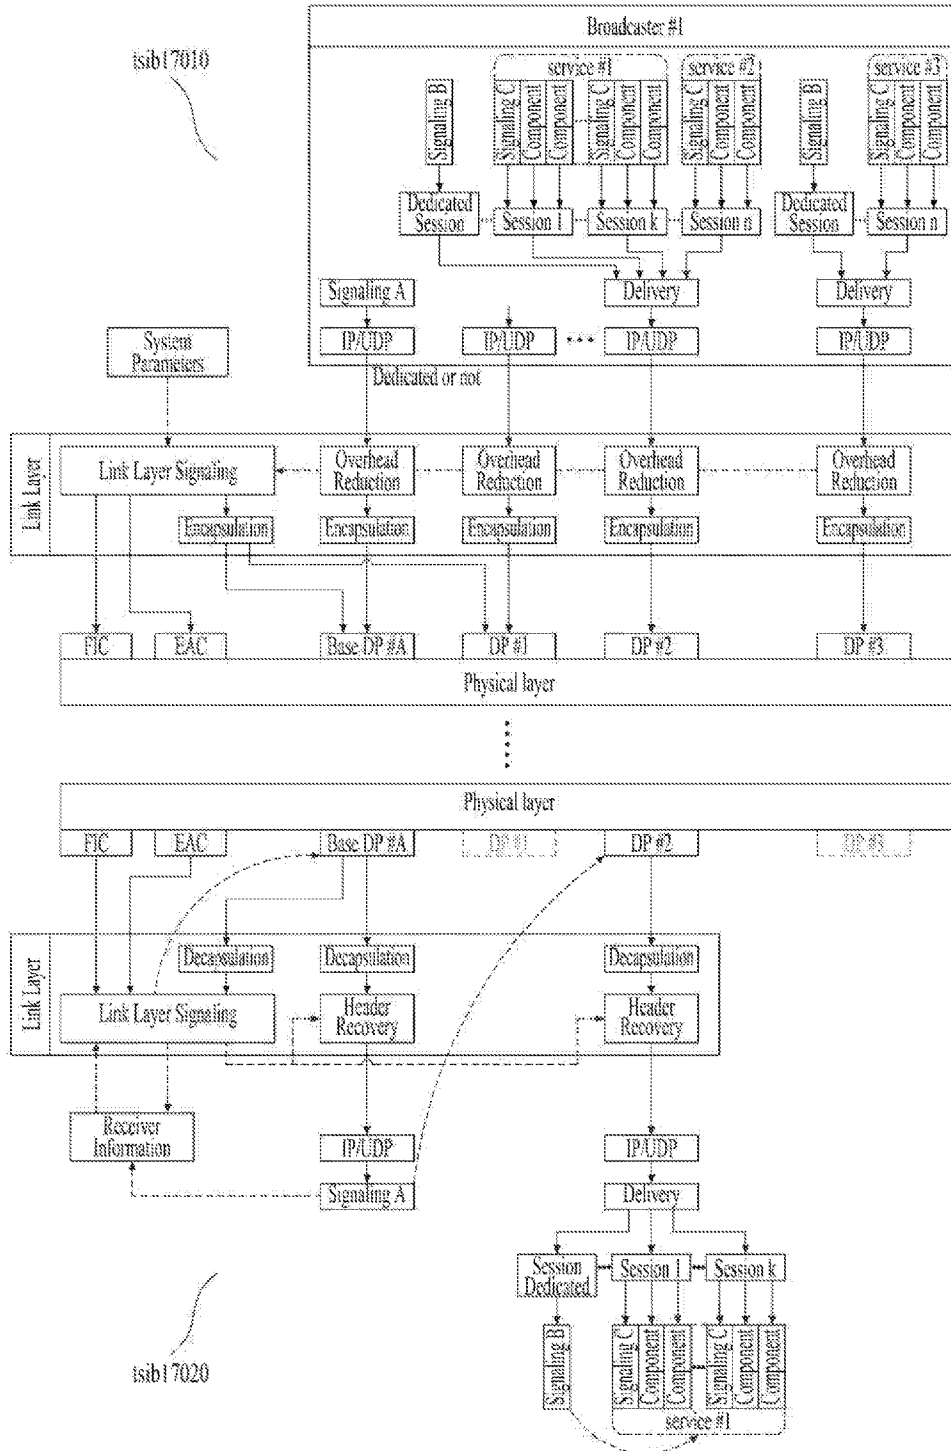 Broadcaster #1
tsib17010
service #1
service #2
service #3
Signaling B
Signaling C
Component
Component
Signaling C
Component
Component
Signaling C
Component
Component
Signaling B
Signaling C
Component
Component
Dedicated
Session
Session 1
Session k
Session n
Dedicated
Session
Session n
Signaling A
Delivery
Delivery
System
Parameters
IP/UDP
IP/UDP
IP/UDP
IP/UDP
Dedicated or not
Link Layer
Link Layer Signaling
Overhead
Reduction
Overhead
Reduction
Overhead
Reduction
Overhead
Reduction
Encapsulation
Encapsulation
Encapsulation
Encapsulation
Encapsulation
FIC
EAC
Base DP #A
DP #1
DP #2
DP #3
Physical layer
Physical layer
FIC
EAC
Base DP #A
DP #1
DP #2
DP #3
Link Layer
Decapsulation
Decapsulation
Decapsulation
Link Layer Signaling
Header
Recovery
Header
Recovery
Receiver
Information
IP/UDP
IP/UDP
Signaling A
Delivery
Session
Dedicated
Session 1
Session k
Signaling B
Signaling C
Component
Component
Signaling C
Component
Component
service #1
tsib17020